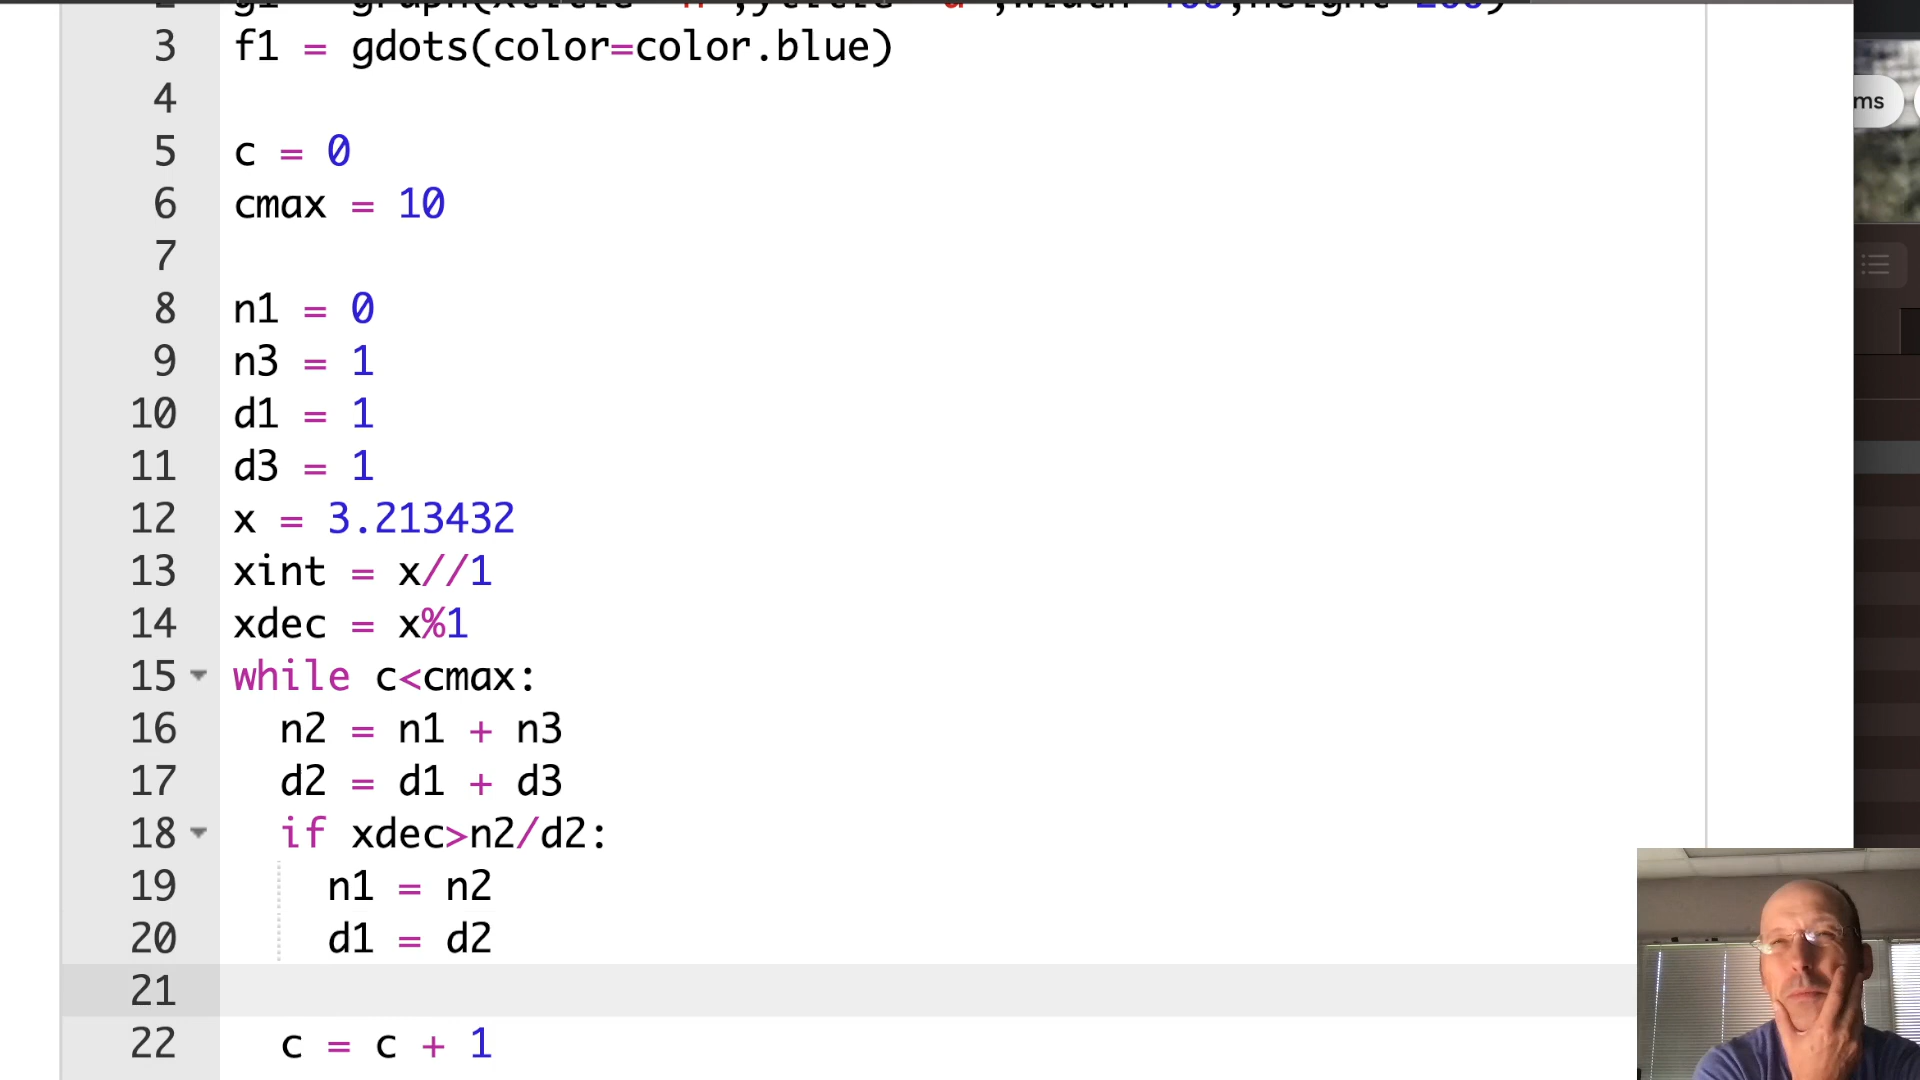 3 f1 = gdots(color=color.blue)
4
5 c = 0
6 cmax = 10
7
8 n1 = 0
9 n3 = 1
10 d1 = 1
11 d3 = 1
12 x = 3.213432
13 xint = x//1
14 xdec = x%1
15 while c<cmax:
16 n2 = n1 + n3
17 d2 = d1 + d3
18 if xdec>n2/d2:
19 n1 = n2
20 d1 = d2
21
22 c = c + 1
ms